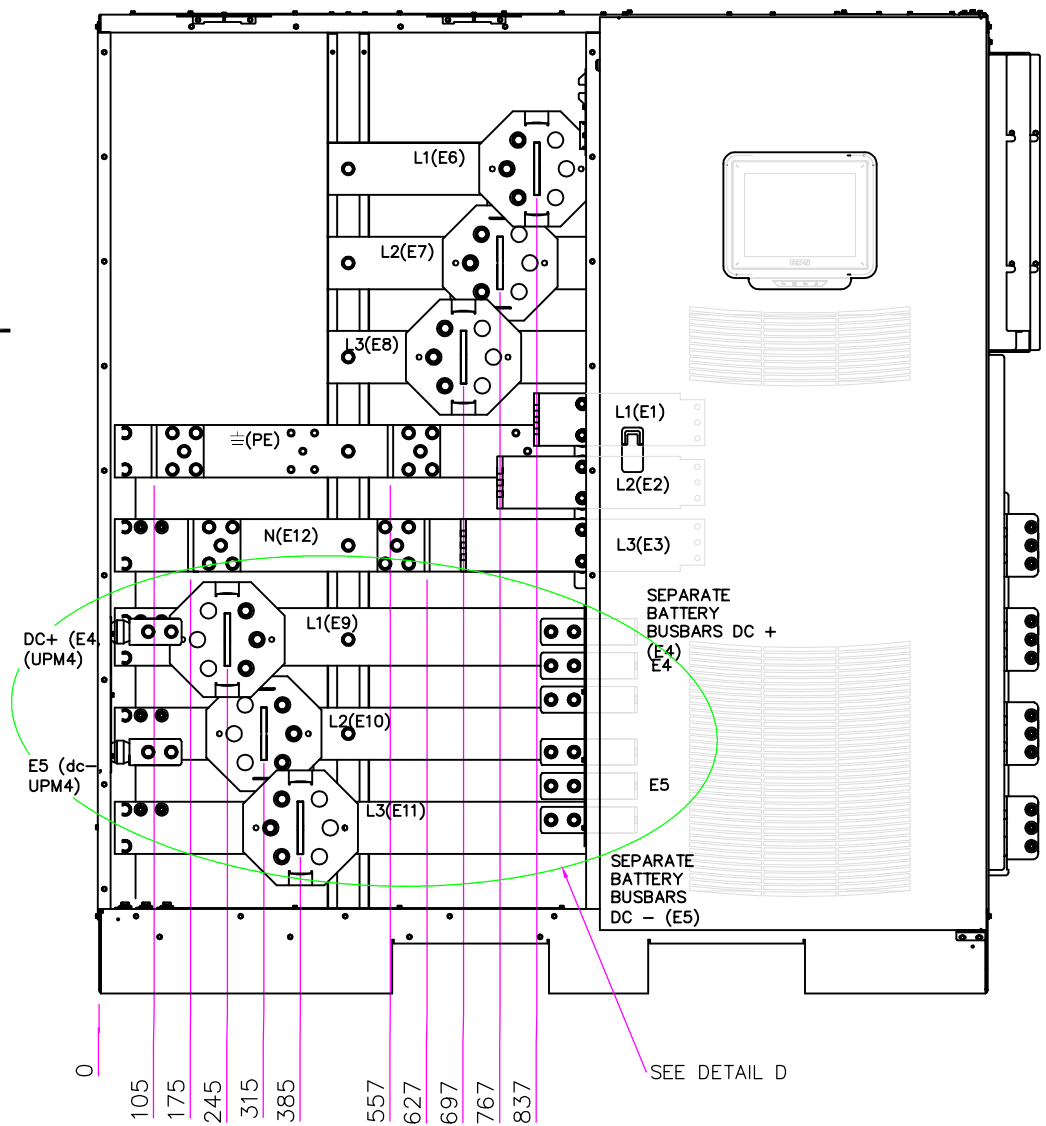 L1(E6)
L2(E7)
L3(E8)
L1(E1)
(PE)
L2(E2)
N(E12)
L3(E3)
SEPARATE
BATTERY
BUSBARS DC +
(E4)
L1(E9)
DC+ (E4,
(UPM4)
E4
L2(E10)
E5 (dc-
UPM4)
E5
L3(E11)
SEPARATE
BATTERY
BUSBARS
DC - (E5)
SEE DETAIL D
0
105
175
245
315
385
557
627
697
767
837